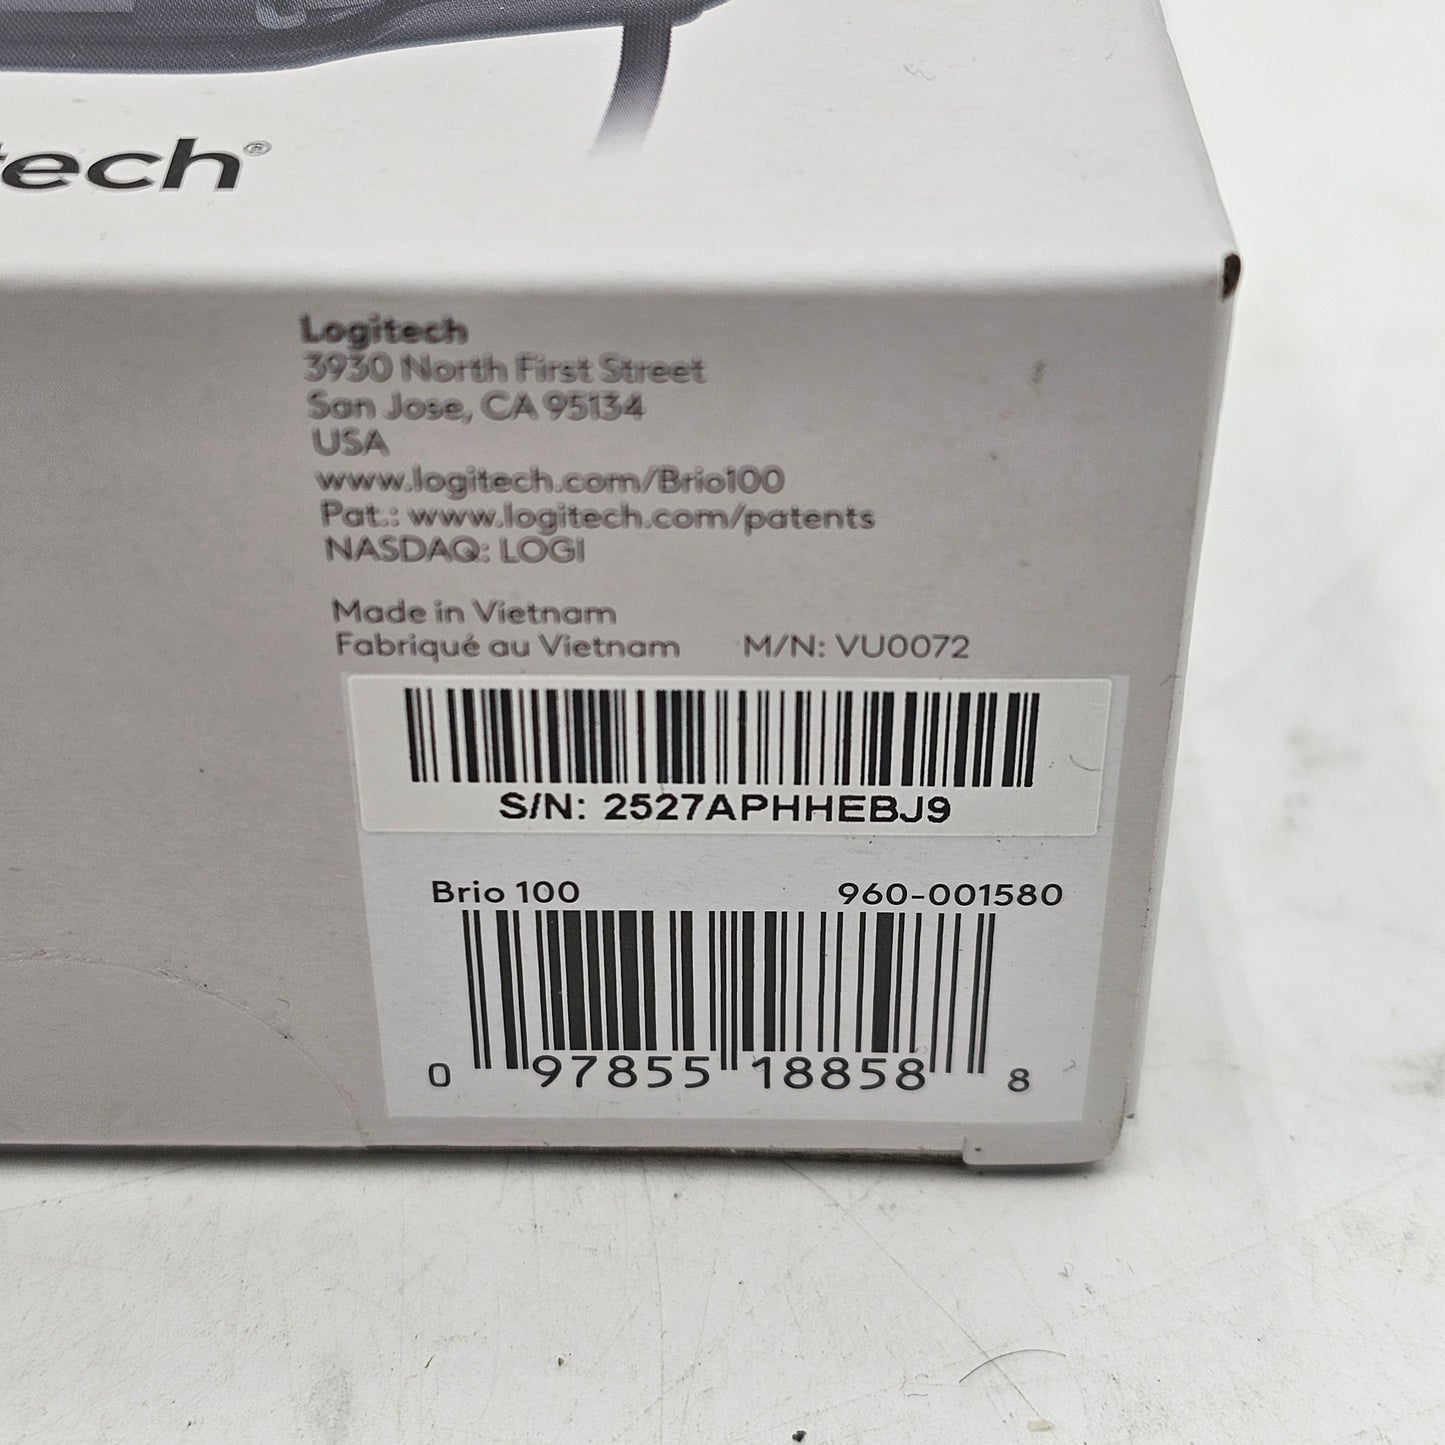 tech®
Logitech
3930 North First Street
San Jose, CA 95134
USA
www.logitech.com/Brio100
Pat.: www.logitech.com/patents
NASDAQ: LOGI
Made in Vietnam
Fabriqué au Vietnam M/N: VU0072
S/N: 2527APHHEBJ9
Brio 100 960-001580
0 97855 18858 8